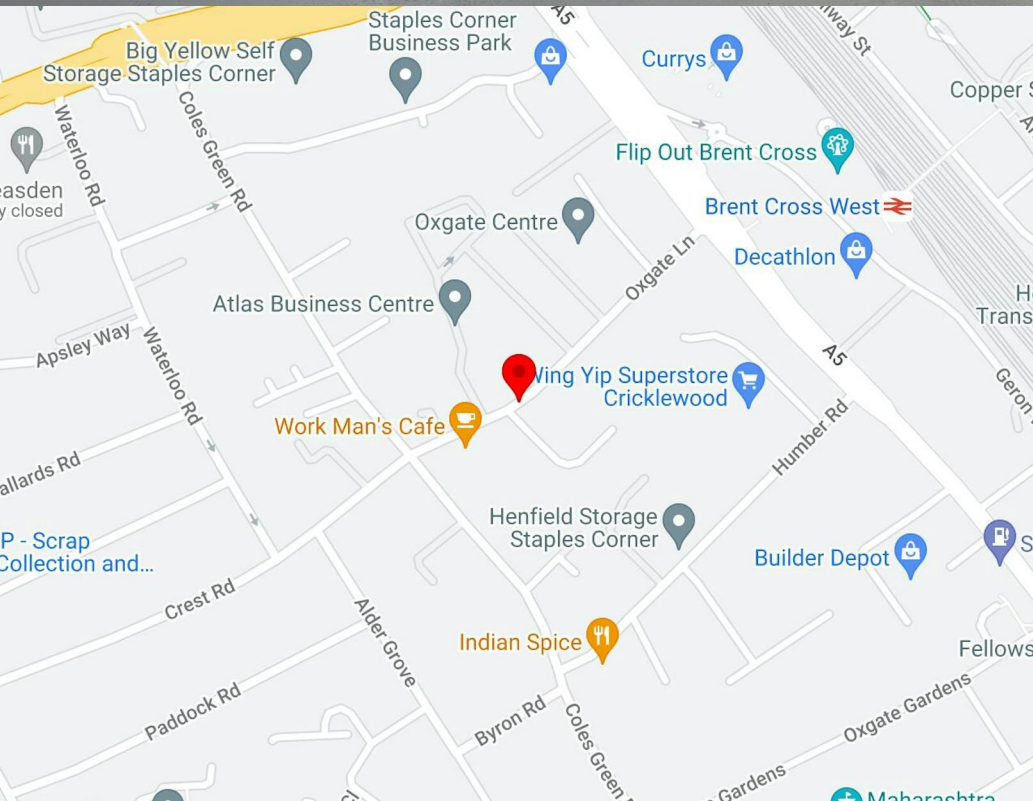 A5
Staples Corner
Business Park
Big Yellow Self
Storage Staples Corner
Currys
Copper
Coles Green Rd
Waterloo Rd
Flip Out Brent Cross
easden
y closed
Brent Cross West
Oxgate Centre
Decathlon
Oxgate Ln
Atlas Business Centre
Trans
Apsley Way
Waterloo Rd
A5
Wing Yip Superstore
Cricklewood
Geron
Work Man's Cafe
Humber Rd
allards Rd
Henfield Storage
Staples Corner
P - Scrap
Collection and...
Builder Depot
S
Crest Rd
Alder Grove
Indian Spice
Fellows
Paddock Rd
Oxgate Gardens
Byron Rd
Coles Green
Gardens
Maharashtra